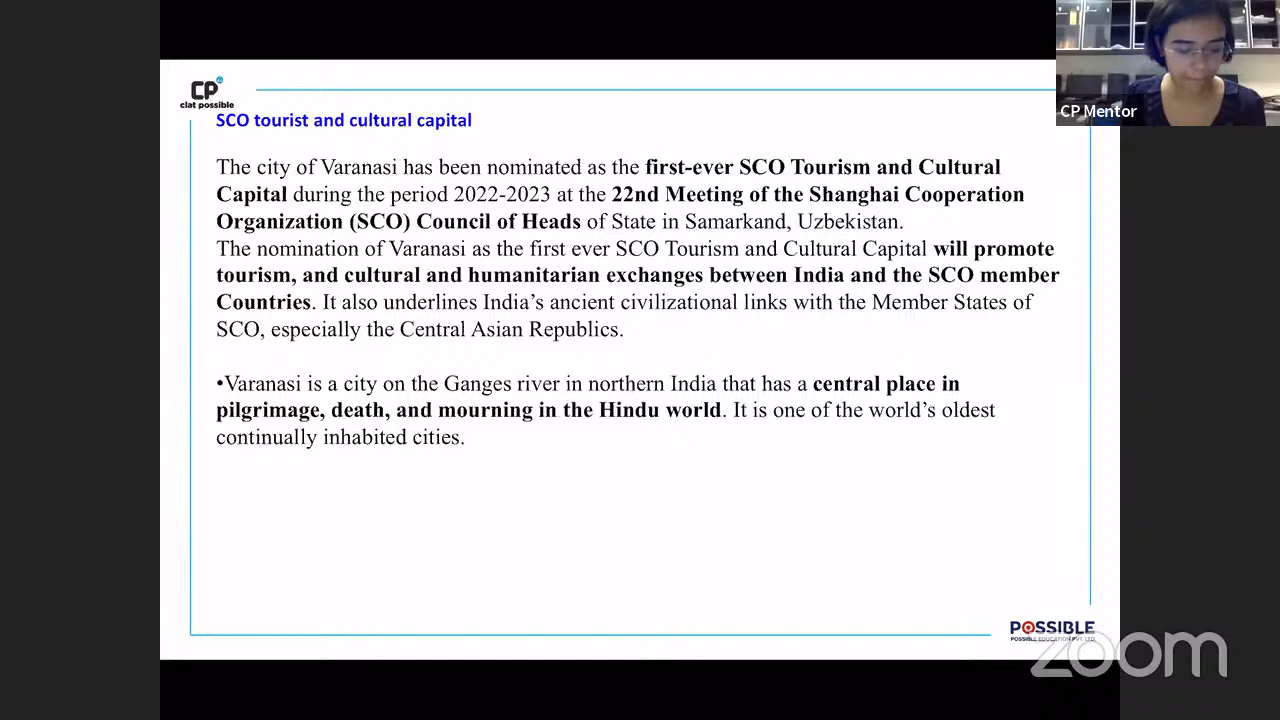 CP
clat possible
CP Mentor
SCO tourist and cultural capital
The city of Varanasi has been nominated as the first-ever SCO Tourism and Cultural
Capital during the period 2022-2023 at the 22nd Meeting of the Shanghai Cooperation
Organization (SCO) Council of Heads of State in Samarkand, Uzbekistan.
The nomination of Varanasi as the first ever SCO Tourism and Cultural Capital will promote
tourism, and cultural and humanitarian exchanges between India and the SCO member
Countries. It also underlines India’s ancient civilizational links with the Member States of
SCO, especially the Central Asian Republics.
•Varanasi is a city on the Ganges river in northern India that has a central place in
pilgrimage, death, and mourning in the Hindu world. It is one of the world’s oldest
continually inhabited cities.
POSSIBLE
POSSIBLE EDUCATION PVT. LTD.
zoom